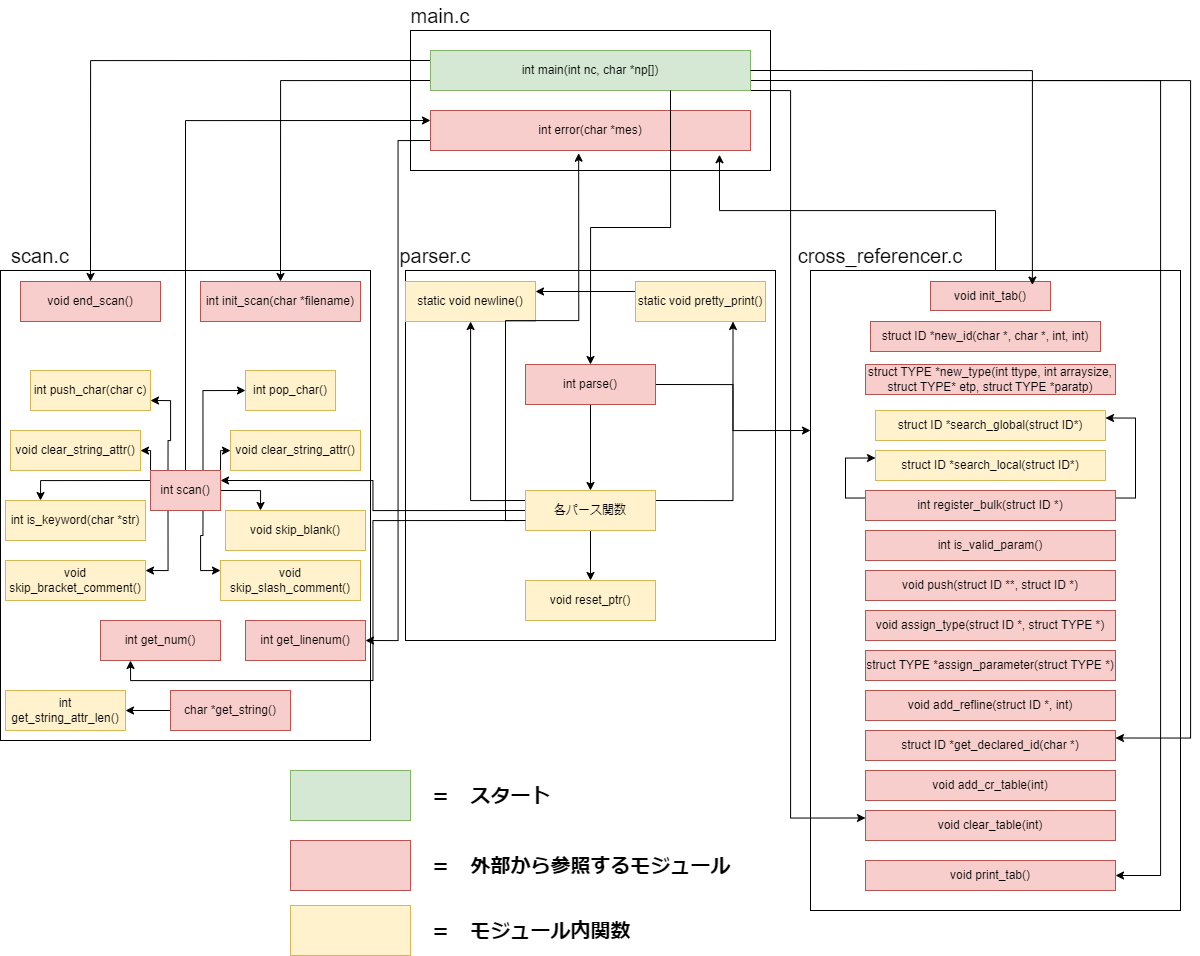 main.c
int main(int nc, char *np[])
int error(char *mes)
scan.c
void end_scan()
int init_scan(char *filename)
int push_char(char c)
int pop_char()
void clear_string_attr()
void clear_string_attr()
int scan()
int is_keyword(char *str)
void skip_blank()
void
skip_bracket_comment()
void
skip_slash_comment()
int get_num()
int get_linenum()
int
get_string_attr_len()
char *get_string()
parser.c
static void newline()
static void pretty_print()
int parse()
各パース関数
void reset_ptr()
cross_referencer.c
void init_tab()
struct ID *new_id(char *, char *, int, int)
struct TYPE *new_type(int ttype, int arraysize,
struct TYPE* etp, struct TYPE *paratp)
struct ID *search_global(struct ID*)
struct ID *search_local(struct ID*)
int register_bulk(struct ID *)
int is_valid_param()
void push(struct ID **, struct ID *)
void assign_type(struct ID *, struct TYPE *)
struct TYPE *assign_parameter(struct TYPE *)
void add_refline(struct ID *, int)
struct ID *get_declared_id(char *)
void add_cr_table(int)
void clear_table(int)
void print_tab()
= スタート
= 外部から参照するモジュール
= モジュール内関数